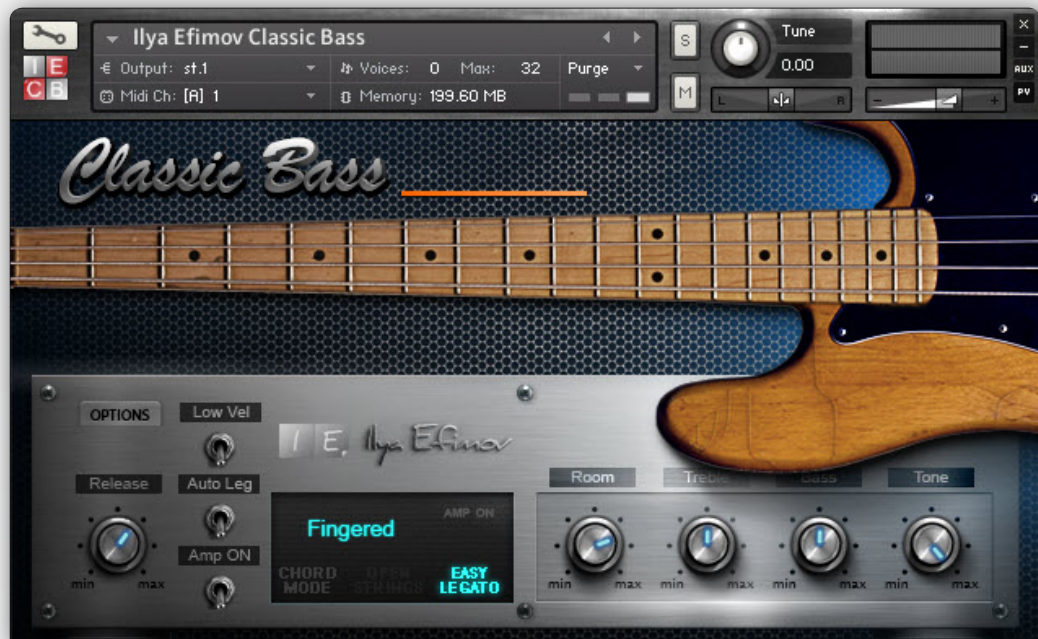 Ilya Efimov Classic Bass
Output: st.1
Voices: 0 Max: 32
Purge
Midi Ch: [A] 1
Memory: 199.60 MB
S
M
Tune
0.00
L
R
-
+
×
-
AUX
PV
I E
C B
Classic Bass
OPTIONS
Low Vel
I E, Ilya Efimov
Release
Auto Leg
Room
Treble
Bass
Tone
Amp ON
AMP ON
Fingered
CHORD MODE
OPEN STRINGS
EASY LEGATO
min
max
min
max
min
max
min
max
min
max